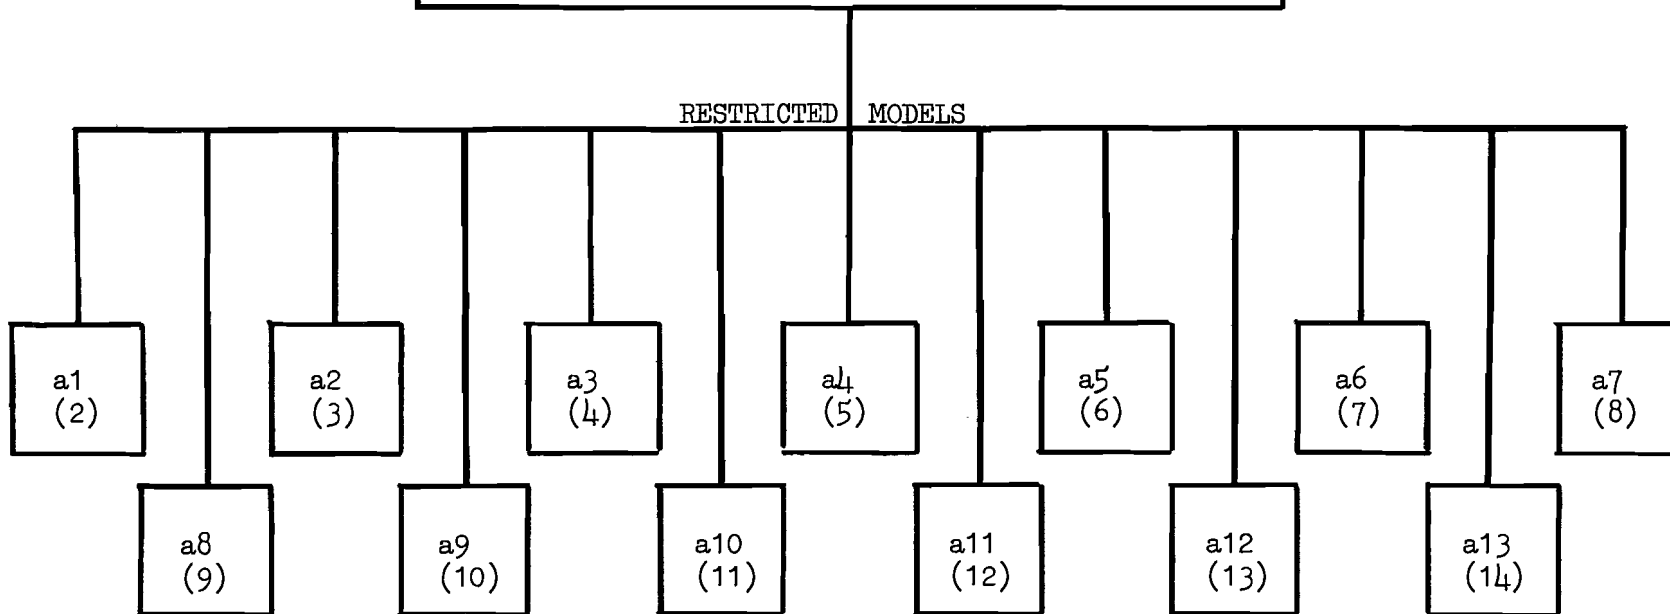 RESTRICTED MODELS
a1
(2)
a2
(3)
a3
(4)
a4
(5)
a5
(6)
a6
(7)
a7
(8)
a8
(9)
a9
(10)
a10
(11)
a11
(12)
a12
(13)
a13
(14)